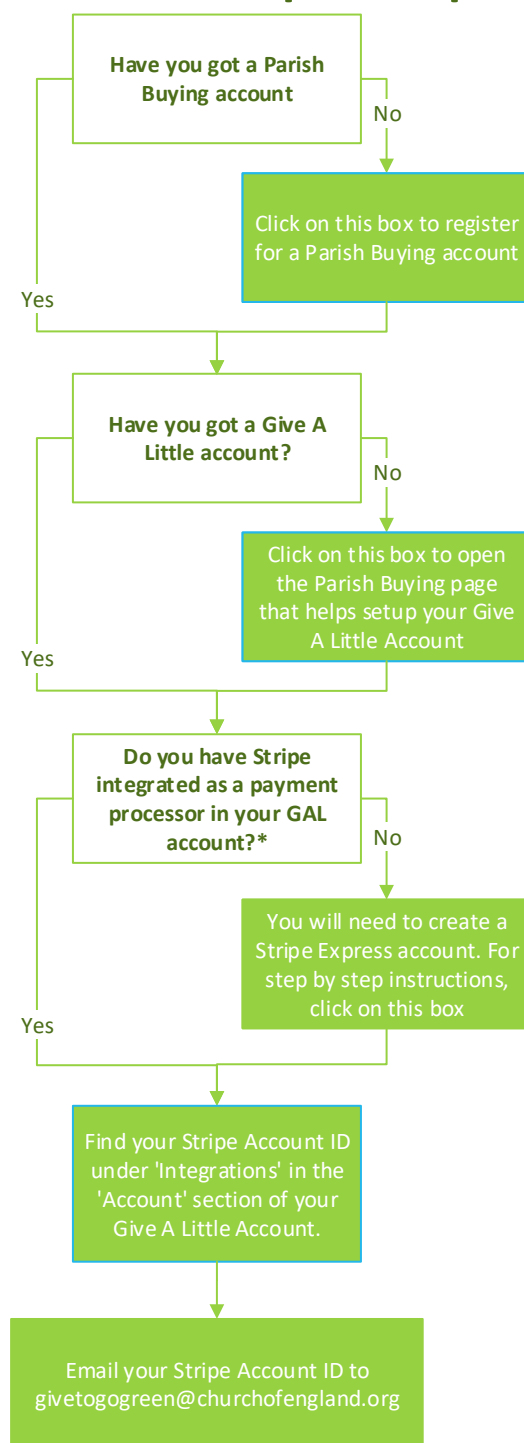 Have you got a Parish
Buying account
No
Click on this box to register
for a Parish Buying account
Yes
Have you got a Give A
Little account?
No
Click on this box to open
the Parish Buying page
that helps setup your Give
A Little Account
Yes
Do you have Stripe
integrated as a payment
processor in your GAL
account?*
No
You will need to create a
Stripe Express account. For
step by step instructions,
click on this box
Yes
Find your Stripe Account ID
under 'Integrations' in the
'Account' section of your
Give A Little Account.
Email your Stripe Account ID to
givetogogreen@churchofengland.org